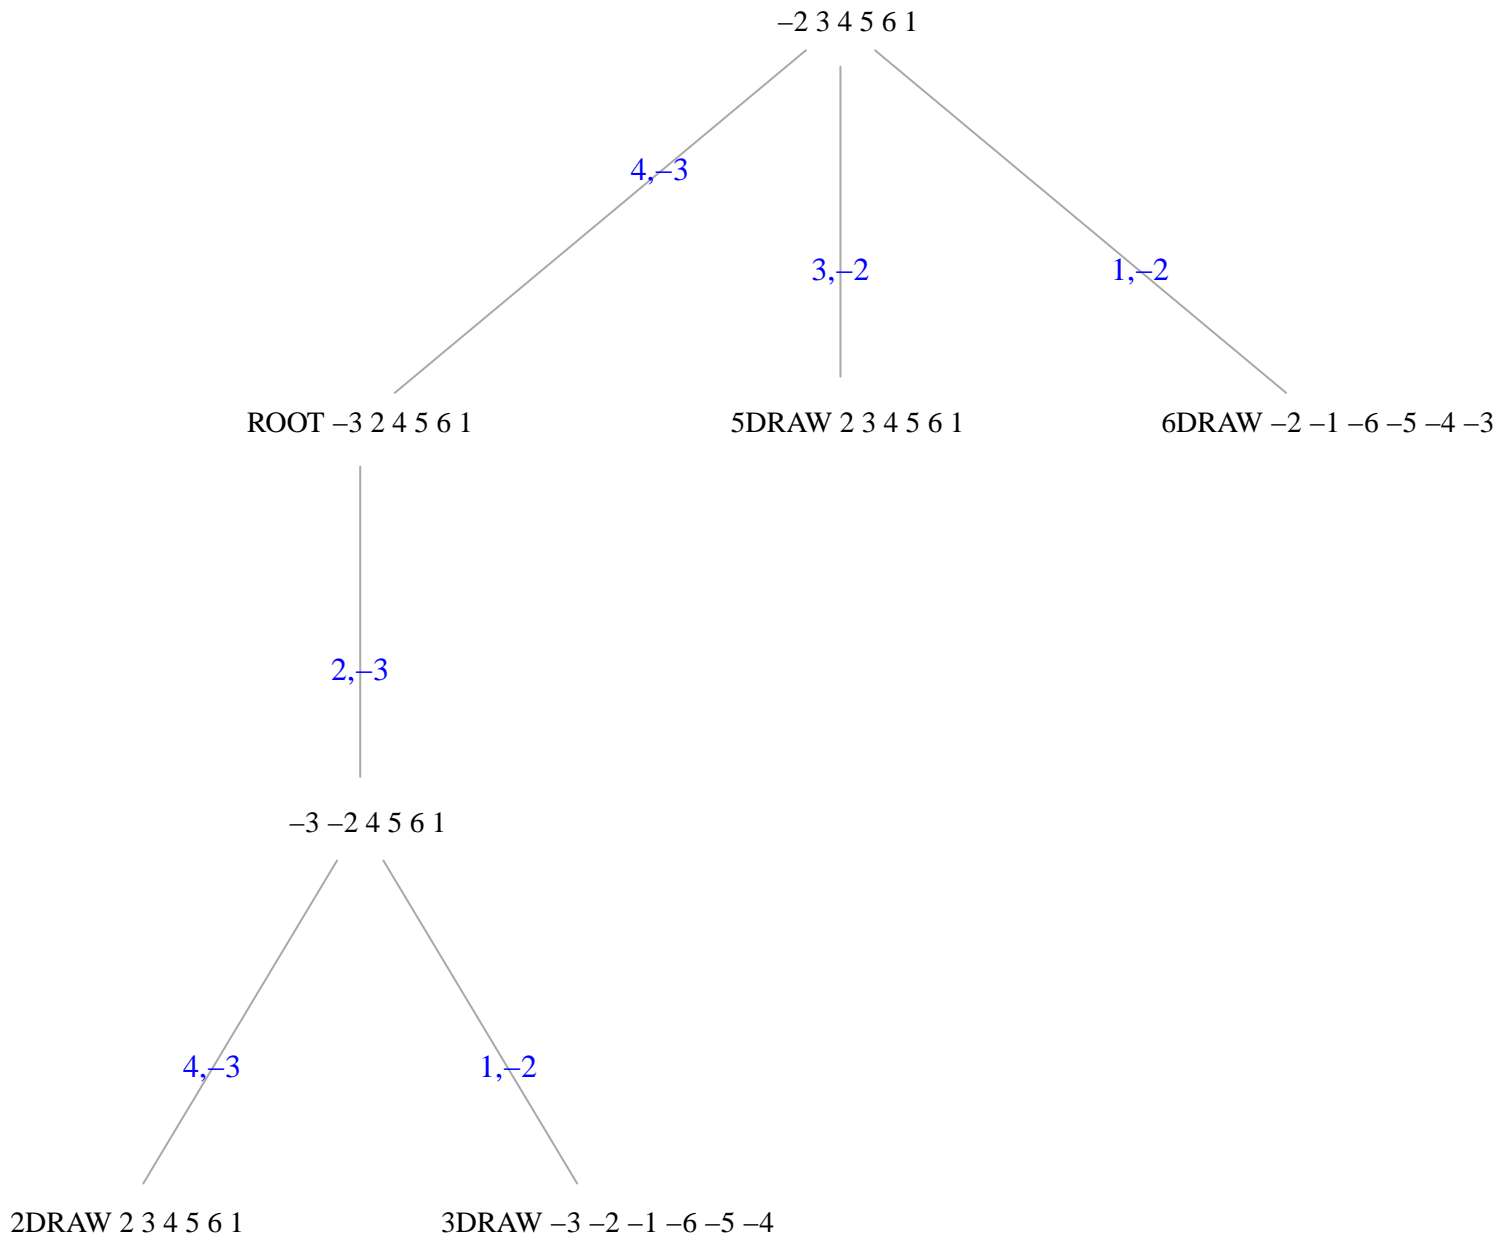 –2 3 4 5 6 1
4,–3
3,–2
1,–2
ROOT –3 2 4 5 6 1
5DRAW 2 3 4 5 6 1
6DRAW –2 –1 –6 –5 –4 –3
2,–3
–3 –2 4 5 6 1
4,–3
1,–2
2DRAW 2 3 4 5 6 1
3DRAW –3 –2 –1 –6 –5 –4